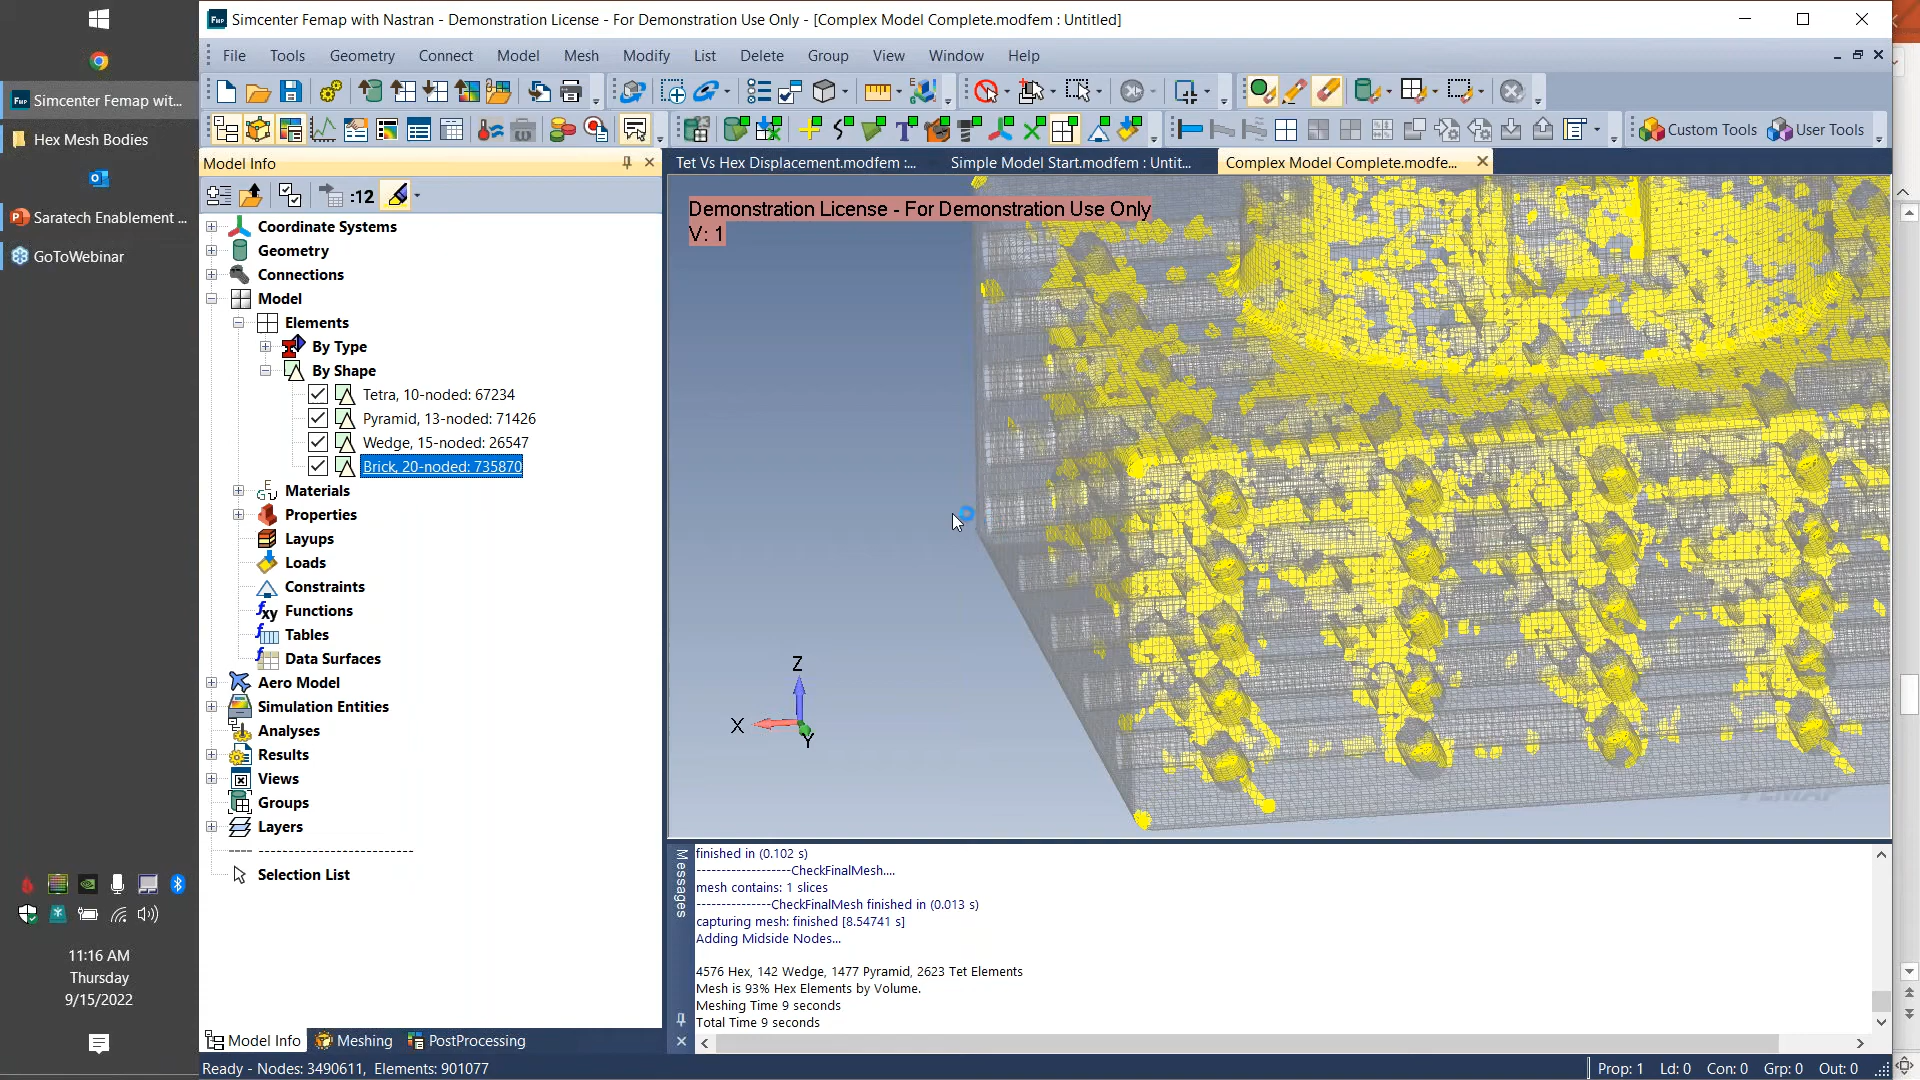 Simcenter Femap with Nastran - Demonstration License - For Demonstration Use Only - [Complex Model Complete.modfem : Untitled]
File Tools Geometry Connect Model Mesh Modify List Delete Group View Window Help
Custom Tools User Tools
Simcenter Femap wit...
Hex Mesh Bodies
Saratech Enablement ...
GoToWebinar
11:16 AM
Thursday
9/15/2022
Model Info
:12
Coordinate Systems
Geometry
Connections
Model
Elements
By Type
By Shape
Tetra, 10-noded: 67234
Pyramid, 13-noded: 71426
Wedge, 15-noded: 26547
Brick, 20-noded: 735870
Materials
Properties
Layups
Loads
Constraints
Functions
Tables
Data Surfaces
Aero Model
Simulation Entities
Analyses
Results
Views
Groups
Layers
Selection List
Model Info Meshing PostProcessing
Tet Vs Hex Displacement.modfem :... Simple Model Start.modfem : Untit... Complex Model Complete.modfe...
Demonstration License - For Demonstration Use Only
V: 1
Z
X
Y
FEMAP
Messages
finished in (0.102 s)
-------------------CheckFinalMesh....
mesh contains: 1 slices
---------------CheckFinalMesh finished in (0.013 s)
capturing mesh: finished [8.54741 s]
Adding Midside Nodes...
4576 Hex, 142 Wedge, 1477 Pyramid, 2623 Tet Elements
Mesh is 93% Hex Elements by Volume.
Meshing Time 9 seconds
Total Time 9 seconds
Ready - Nodes: 3490611, Elements: 901077
Prop: 1 Ld: 0 Con: 0 Grp: 0 Out: 0